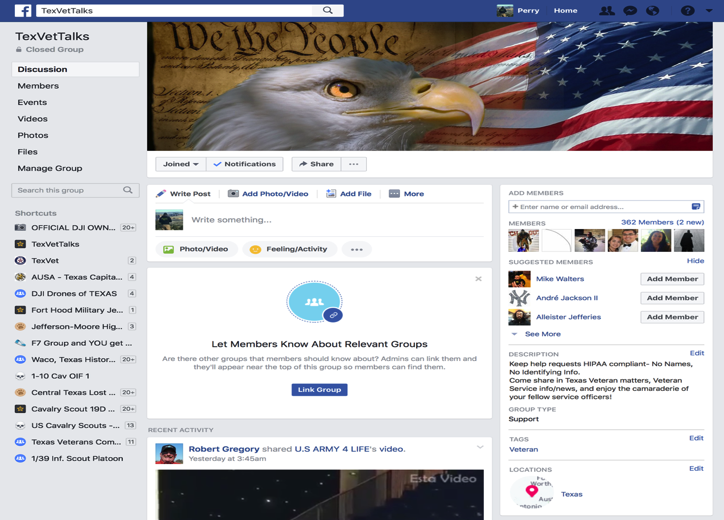 TexVetTalks
Perry
Home
TexVetTalks
Closed Group
Discussion
Members
Events
Videos
Photos
Files
Manage Group
Search this group
Shortcuts
OFFICIAL DJI OWN... 20+
TexVetTalks
TexVet 2
AUSA - Texas Capita... 4
DJI Drones of TEXAS 4
Fort Hood Military Je... 1
Jefferson-Moore Hig... 3
F7 Group and YOU get ...
Waco, Texas Histor... 20+
1-10 Cav OIF 1
Central Texas Lost ... 20+
Cavalry Scout 19D ... 20+
US Cavalry Scouts -... 13
Texas Veterans Com... 11
1/39 Inf. Scout Platoon
We the People
Joined
Notifications
Share
Write Post
Add Photo/Video
Add File
More
Write something...
Photo/Video
Feeling/Activity
Let Members Know About Relevant Groups
Are there other groups that members should know about? Admins can link them and
they'll appear near the top of this group so members can find them.
Link Group
RECENT ACTIVITY
Robert Gregory shared U.S ARMY 4 LIFE's video.
Yesterday at 3:45am
Esta Video
ADD MEMBERS
+ Enter name or email address...
MEMBERS
362 Members (2 new)
SUGGESTED MEMBERS
Hide
Mike Walters
Add Member
André Jackson II
Add Member
Alleister Jefferies
Add Member
See More
DESCRIPTION
Edit
Keep help requests HIPAA compliant- No Names,
No Identifying Info.
Come share in Texas Veteran matters, Veteran
Service info/news, and enjoy the camaraderie of
your fellow service officers!
GROUP TYPE
Support
TAGS
Edit
Veteran
LOCATIONS
Edit
Worth
Aus
Texas